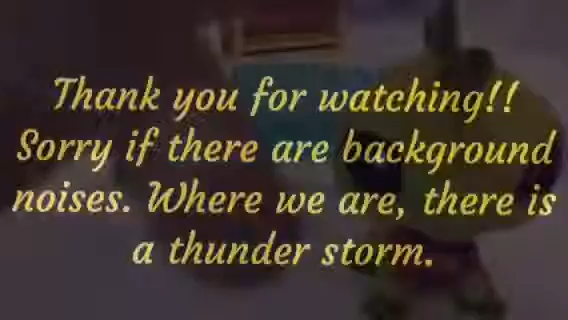 Thank you for watching!!
Sorry if there are background
noises. Where we are, there is
a thunder storm.